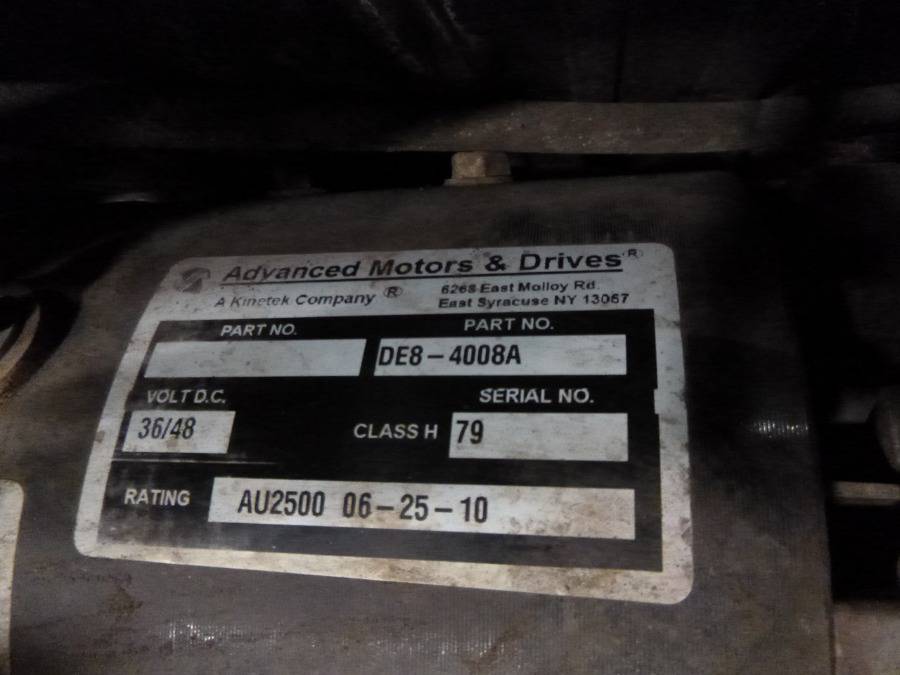 Advanced Motors & Drives®
A Kinetek Company ®
6268 East Molloy Rd.
East Syracuse NY 13057
PART NO.
PART NO.
DE8-4008A
VOLT D.C.
SERIAL NO.
36/48
CLASS H
79
RATING
AU2500 06-25-10